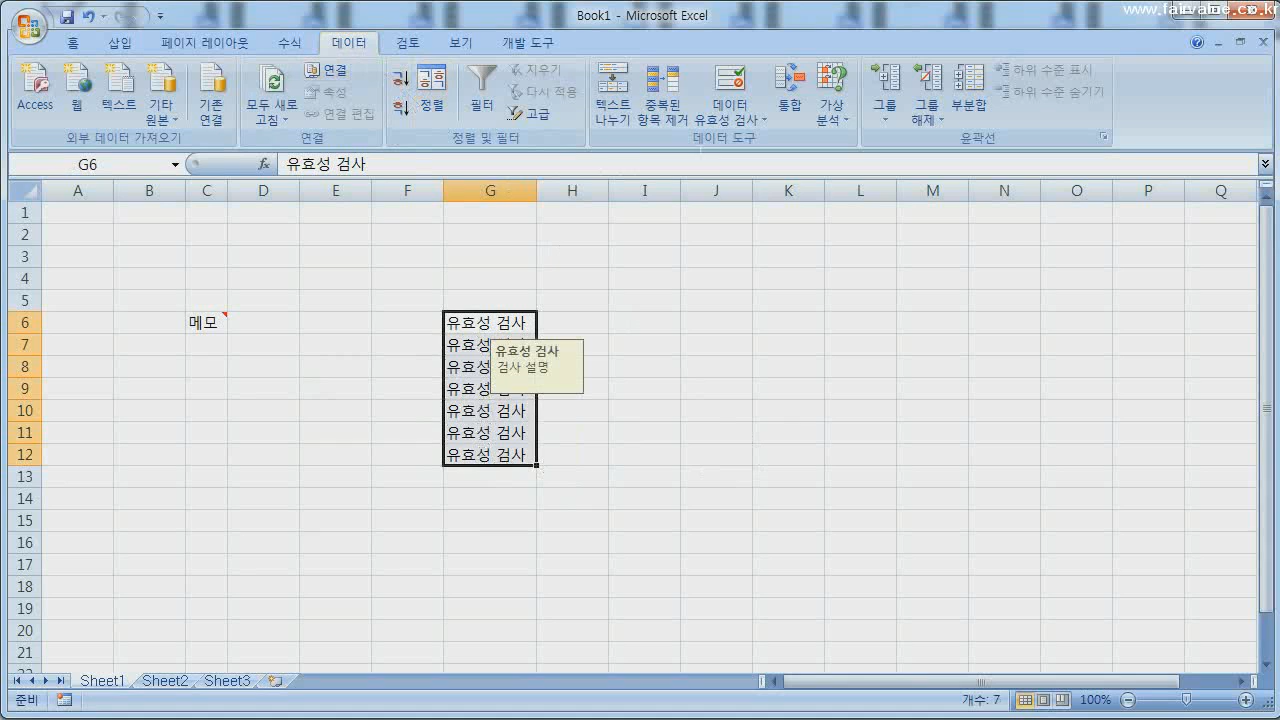 Book1 - Microsoft Excel
www.fairvalue.co.kr
홈 삽입 페이지 레이아웃 수식 데이터 검토 보기 개발 도구
Access 웹 텍스트 기타 원본 기존 연결
외부 데이터 가져오기
모두 새로 고침 연결 속성 연결 편집
연결
정렬 필터 지우기 다시 적용 고급
정렬 및 필터
텍스트 나누기 중복된 항목 제거 데이터 유효성 검사 통합 가상 분석
데이터 도구
그룹 그룹 해제 부분합 하위 수준 표시 하위 수준 숨기기
윤곽선
G6 fx 유효성 검사
A B C D E F G H I J K L M N O P Q
1
2
3
4
5
6 메모 유효성 검사
7 유효성
유효성 검사
8 유효성
검사 설명
9 유효성
10 유효성 검사
11 유효성 검사
12 유효성 검사
13
14
15
16
17
18
19
20
21
Sheet1 Sheet2 Sheet3
준비 개수: 7 100%